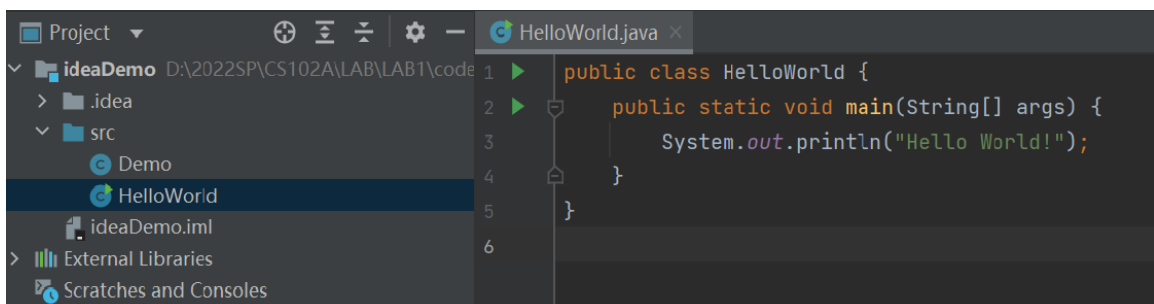 Project
ideaDemo D:\2022SP\CS102A\LAB\LAB1\code
.idea
src
Demo
HelloWorld
ideaDemo.iml
External Libraries
Scratches and Consoles
HelloWorld.java
1 public class HelloWorld {
2 public static void main(String[] args) {
3 System.out.println("Hello World!");
4 }
5 }
6